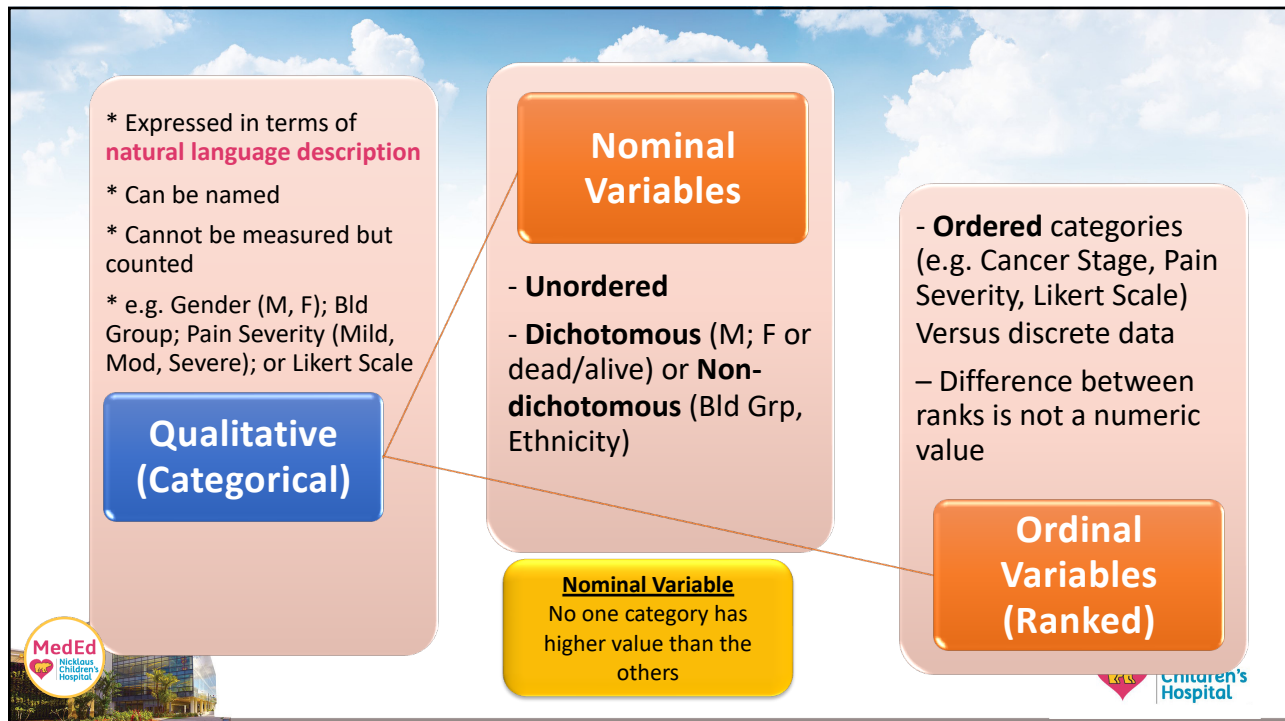 * Expressed in terms of
natural language description
* Can be named
* Cannot be measured but
counted
* e.g. Gender (M, F); Bld
Group; Pain Severity (Mild,
Mod, Severe); or Likert Scale
Qualitative
(Categorical)
Nominal
Variables
- Unordered
- Dichotomous (M; F or
dead/alive) or Non-
dichotomous (Bld Grp,
Ethnicity)
Nominal Variable
No one category has
higher value than the
others
- Ordered categories
(e.g. Cancer Stage, Pain
Severity, Likert Scale)
Versus discrete data
– Difference between
ranks is not a numeric
value
Ordinal
Variables
(Ranked)
MedEd
Nicklaus
Children's
Hospital
Children's
Hospital